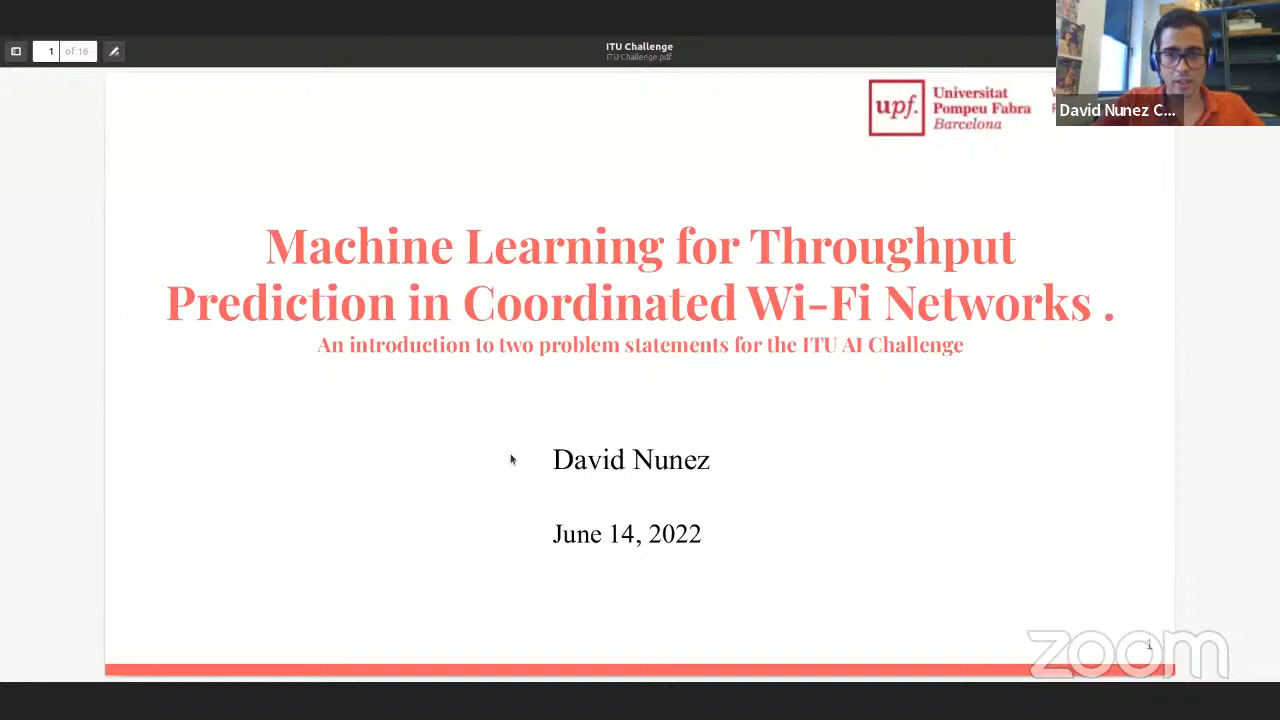 1 of 16
ITU Challenge
ITU Challenge.pdf
upf.
Universitat
Pompeu Fabra
Barcelona
David Nunez C...
Machine Learning for Throughput
Prediction in Coordinated Wi-Fi Networks .
An introduction to two problem statements for the ITU AI Challenge
David Nunez
June 14, 2022
1
zoom